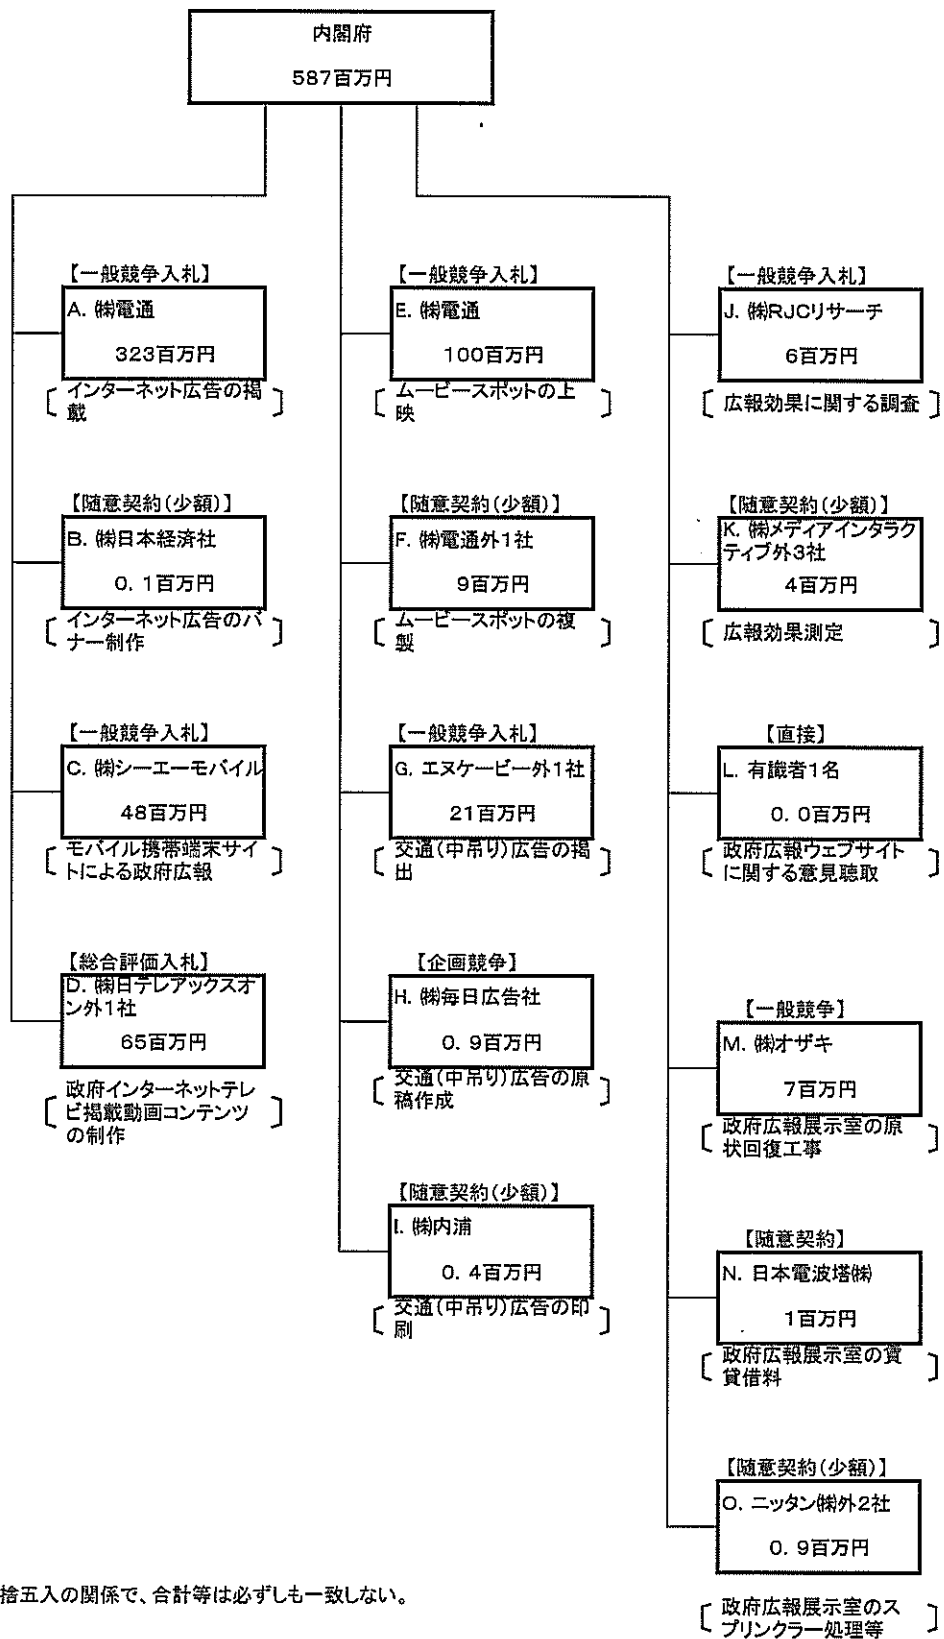 内閣府
587百万円
【一般競争入札】
A. ㈱電通
323百万円
インターネット広告の掲
載
【随意契約(少額)】
B. ㈱日本経済社
0. 1百万円
インターネット広告のバ
ナー制作
【一般競争入札】
C. ㈱シーエーモバイル
48百万円
モバイル携帯端末サイ
トによる政府広報
【総合評価入札】
D. ㈱日テレアックスオ
ン外1社
65百万円
政府インターネットテレ
ビ掲載動画コンテンツ
の制作
【一般競争入札】
E. ㈱電通
100百万円
ムービースポットの上
映
【随意契約(少額)】
F. ㈱電通外1社
9百万円
ムービースポットの複
製
【一般競争入札】
G. エヌケービー外1社
21百万円
交通(中吊り)広告の掲
出
【企画競争】
H. ㈱毎日広告社
0. 9百万円
交通(中吊り)広告の原
稿作成
【随意契約(少額)】
I. ㈱内浦
0. 4百万円
交通(中吊り)広告の印
刷
【一般競争入札】
J. ㈱RJCリサーチ
6百万円
広報効果に関する調査
【随意契約(少額)】
K. ㈱メディアインタラク
ティブ外3社
4百万円
広報効果測定
【直接】
L. 有識者1名
0. 0百万円
政府広報ウェブサイト
に関する意見聴取
【一般競争】
M. ㈱オザキ
7百万円
政府広報展示室の原
状回復工事
【随意契約】
N. 日本電波塔㈱
1百万円
政府広報展示室の賃
貸借料
【随意契約(少額)】
O. ニッタン㈱外2社
0. 9百万円
政府広報展示室のス
プリンクラー処理等
捨五入の関係で、合計等は必ずしも一致しない。